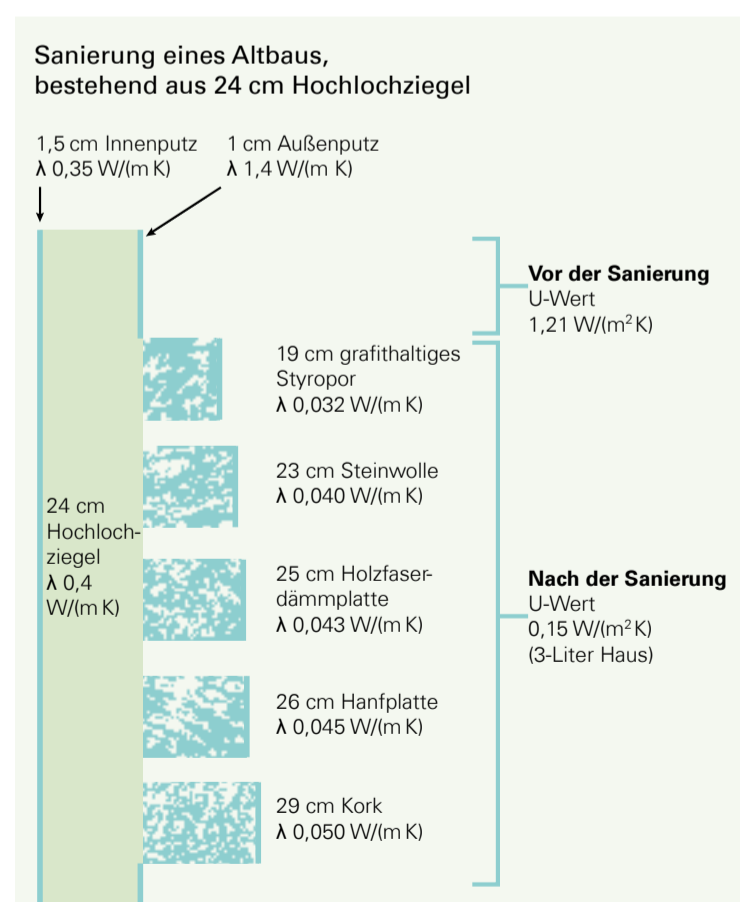 Sanierung eines Altbaus,
bestehend aus 24 cm Hochlochziegel
1,5 cm Innenputz
λ 0,35 W/(m K)
1 cm Außenputz
λ 1,4 W/(m K)
Vor der Sanierung
U-Wert
1,21 W/(m² K)
19 cm grafithaltiges
Styropor
λ 0,032 W/(m K)
23 cm Steinwolle
λ 0,040 W/(m K)
24 cm
Hochloch-
ziegel
λ 0,4
W/(m K)
25 cm Holzfaser-
dämmplatte
λ 0,043 W/(m K)
Nach der Sanierung
U-Wert
0,15 W/(m² K)
(3-Liter Haus)
26 cm Hanfplatte
λ 0,045 W/(m K)
29 cm Kork
λ 0,050 W/(m K)